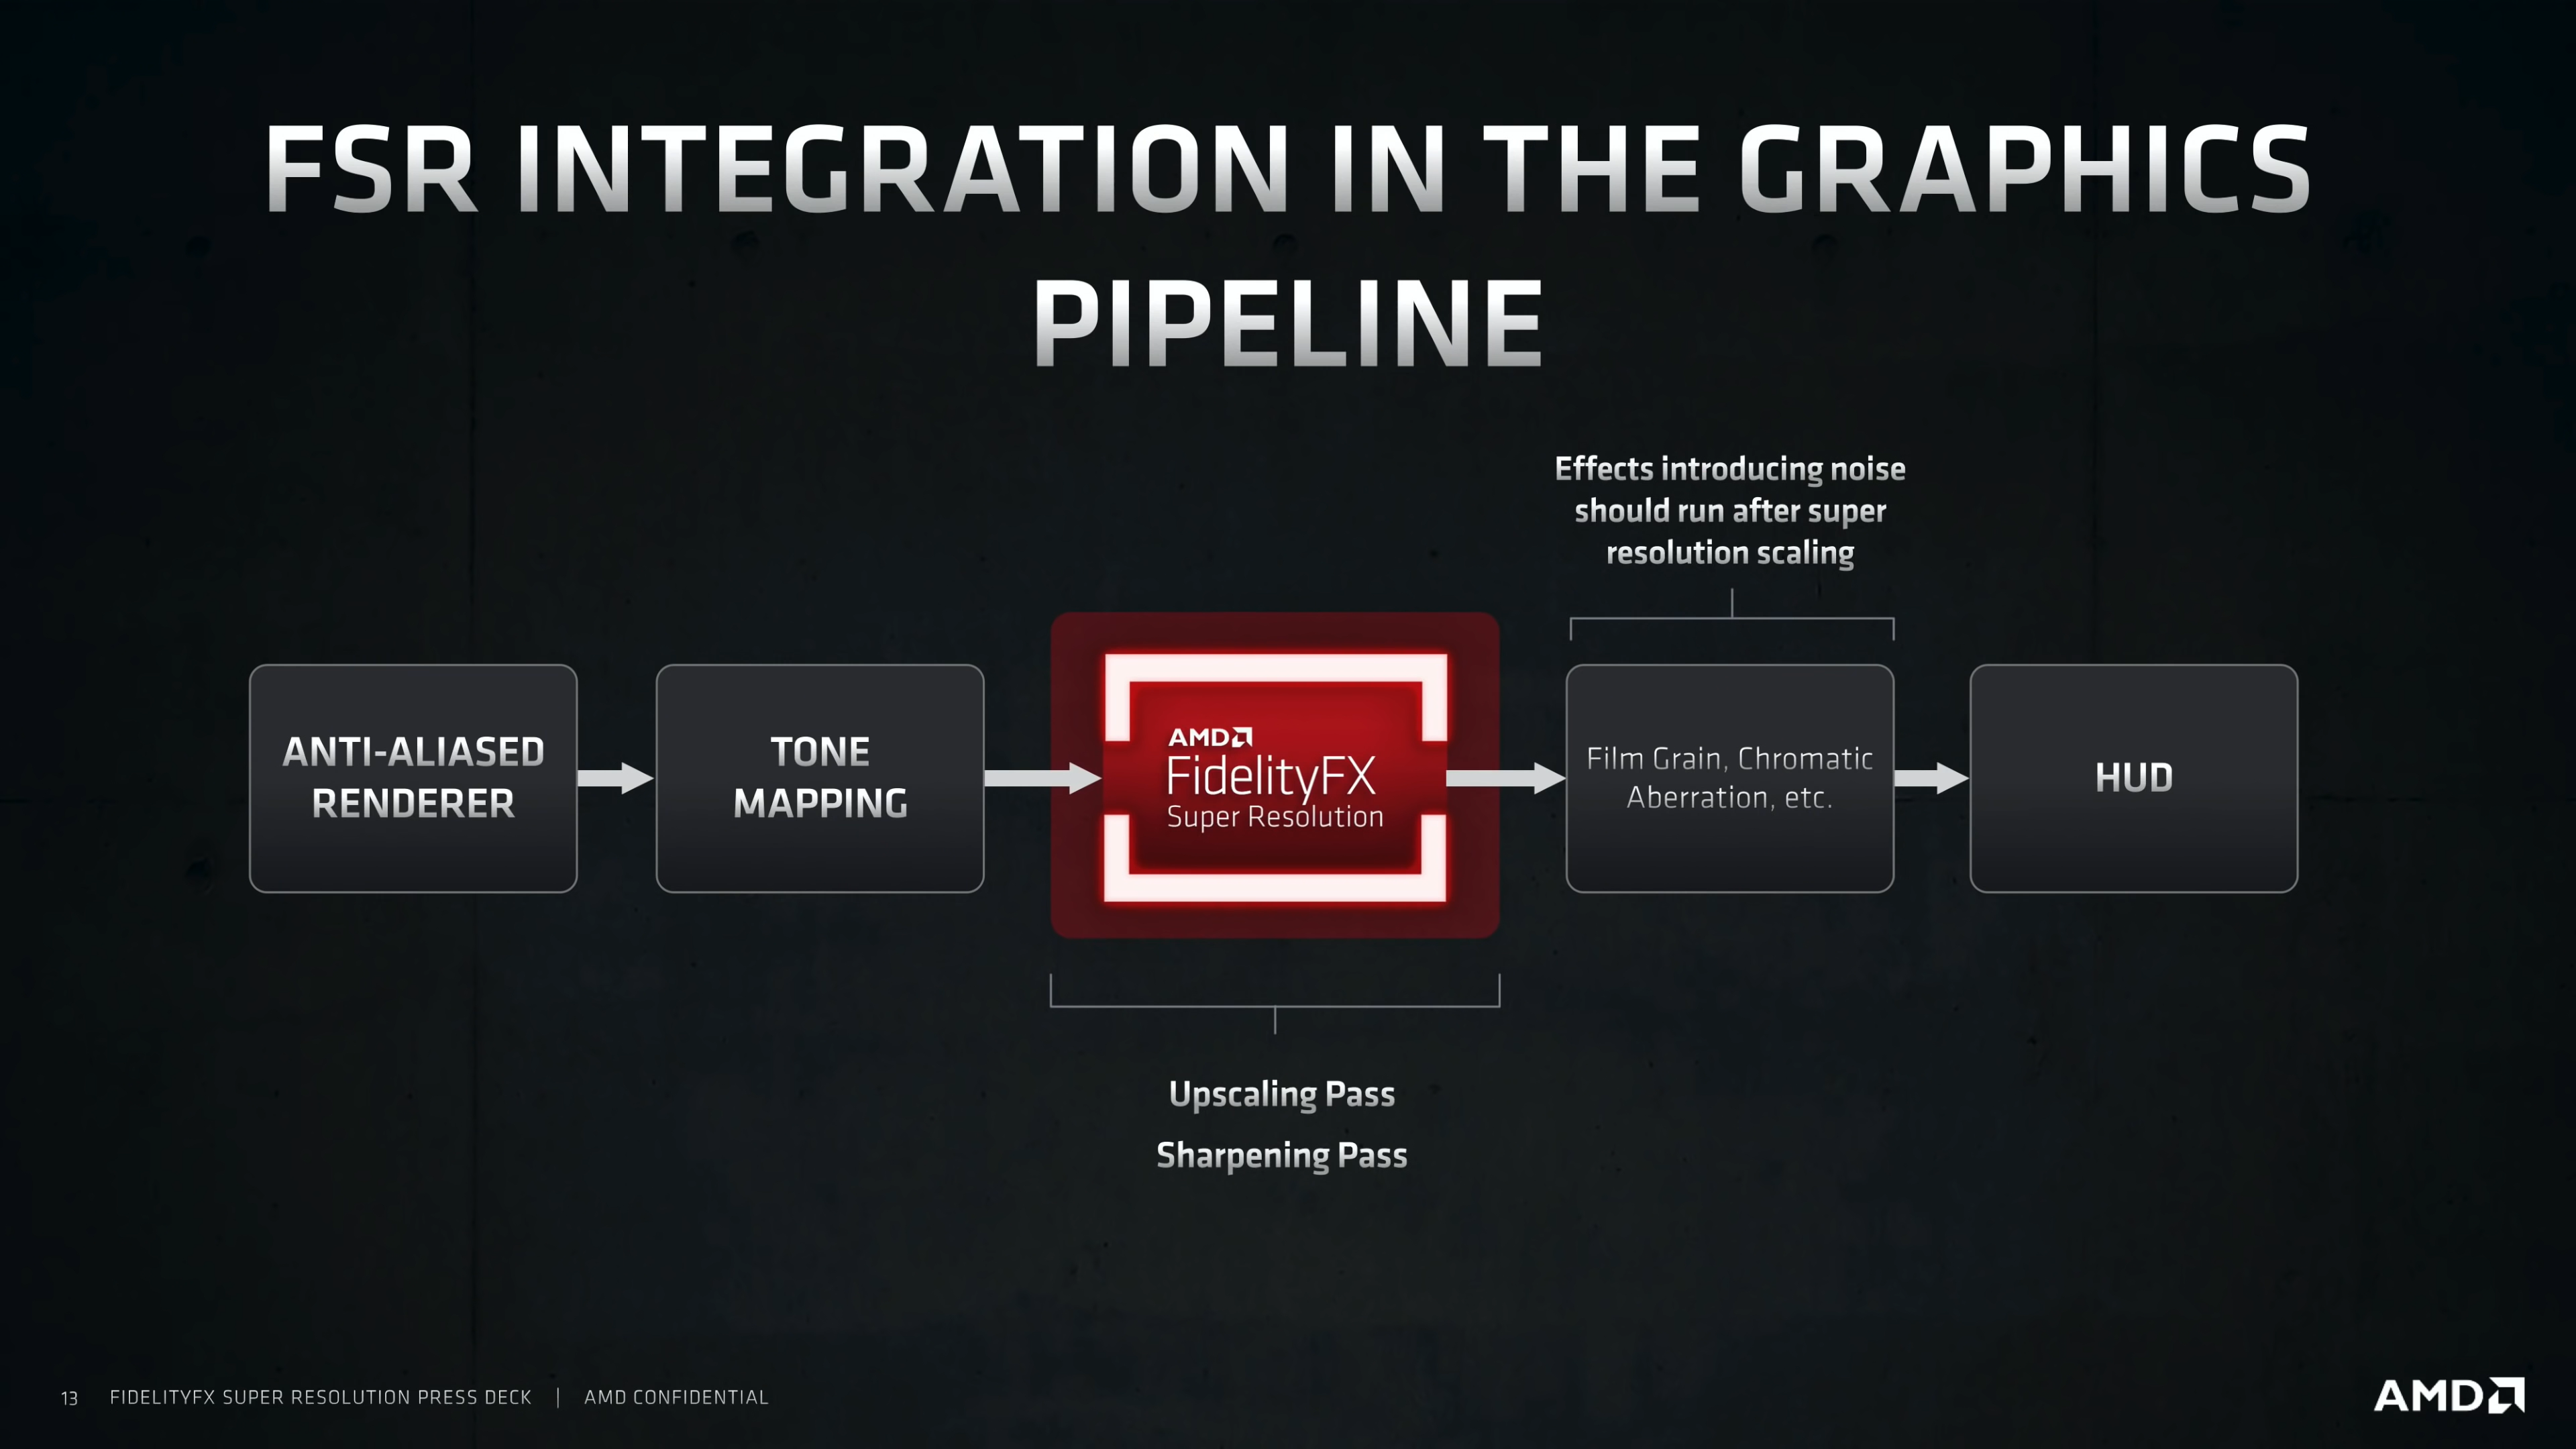 FSR INTEGRATION IN THE GRAPHICS
PIPELINE
Effects introducing noise
should run after super
resolution scaling
ANTI-ALIASED
RENDERER
TONE
MAPPING
AMD
FidelityFX
Super Resolution
Film Grain, Chromatic
Aberration, etc.
HUD
Upscaling Pass
Sharpening Pass
13 FIDELITYFX SUPER RESOLUTION PRESS DECK | AMD CONFIDENTIAL
AMD